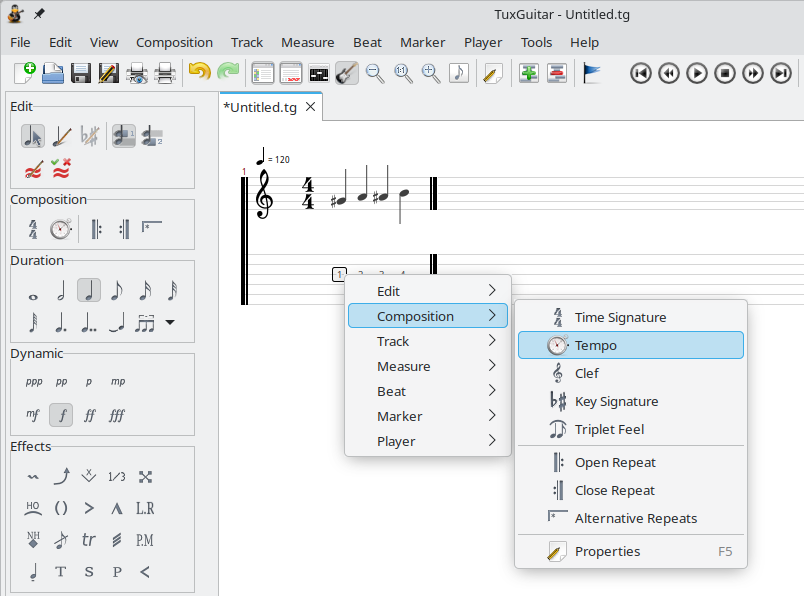 TuxGuitar - Untitled.tg
File Edit View Composition Track Measure Beat Marker Player Tools Help
*Untitled.tg
Edit
1
2
Composition
4
4
Duration
Dynamic
ppp pp p mp
mf f ff fff
Effects
1/3
HO L.R
NH tr P.M
T S P
= 120
1
4
4
1
Edit
Composition
Track
Measure
Beat
Marker
Player
Time Signature
Tempo
Clef
Key Signature
Triplet Feel
Open Repeat
Close Repeat
Alternative Repeats
Properties F5